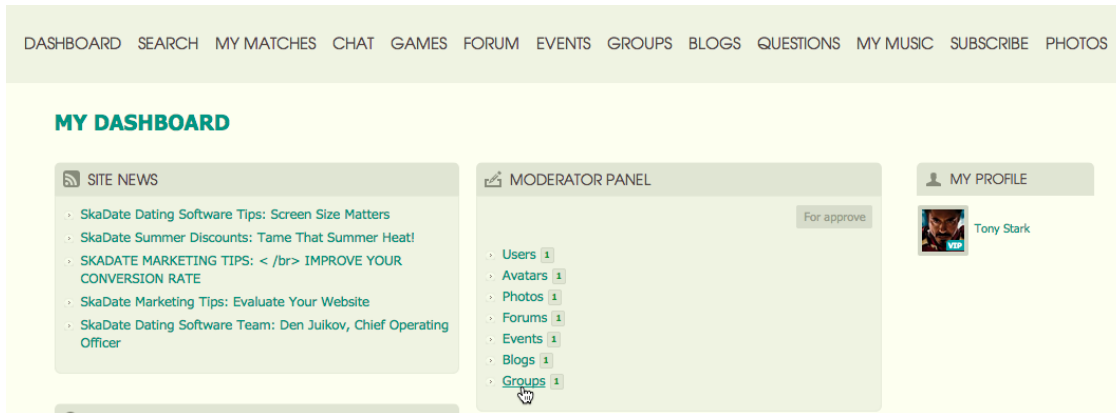 DASHBOARD SEARCH MY MATCHES CHAT GAMES FORUM EVENTS GROUPS BLOGS QUESTIONS MY MUSIC SUBSCRIBE PHOTOS
MY DASHBOARD
SITE NEWS
SkaDate Dating Software Tips: Screen Size Matters
SkaDate Summer Discounts: Tame That Summer Heat!
SKADATE MARKETING TIPS: < /br> IMPROVE YOUR
CONVERSION RATE
SkaDate Marketing Tips: Evaluate Your Website
SkaDate Dating Software Team: Den Juikov, Chief Operating
Officer
MODERATOR PANEL
For approve
Users 1
Avatars 1
Photos 1
Forums 1
Events 1
Blogs 1
Groups 1
MY PROFILE
Tony Stark
VIP